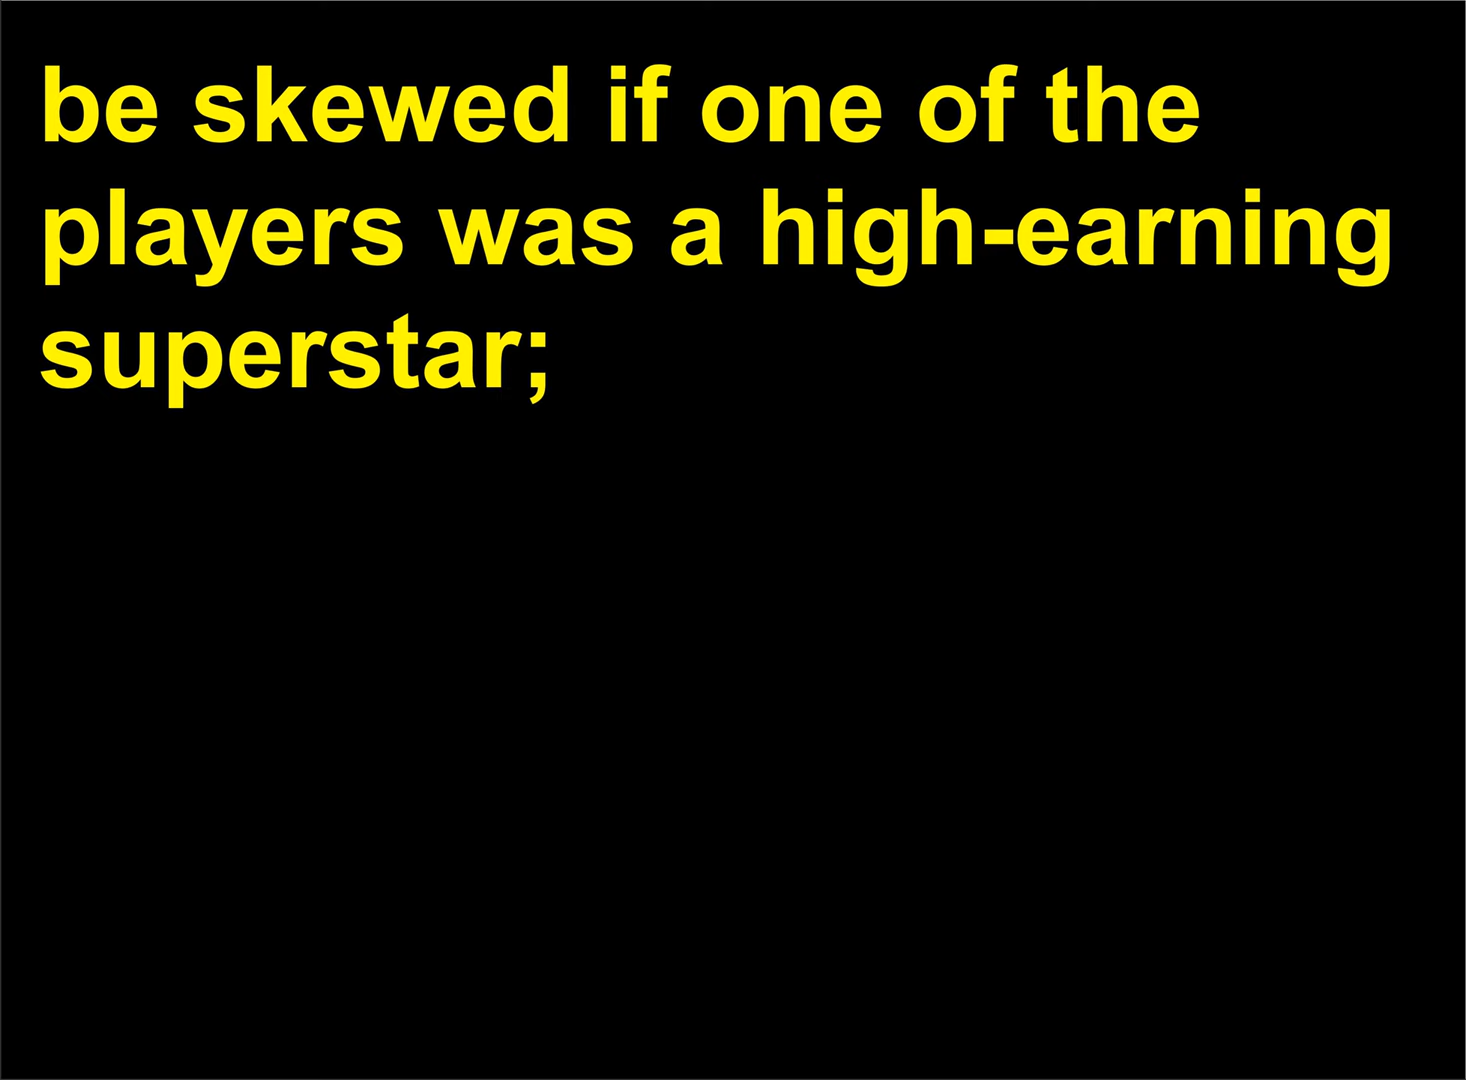 be skewed if one of the
players was a high-earning
superstar;